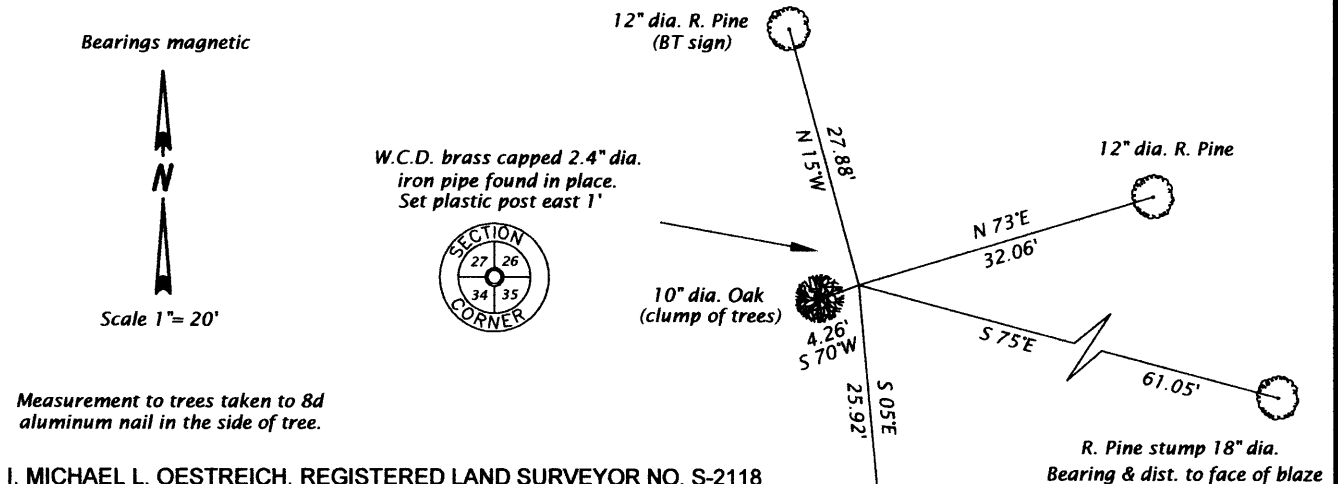 12" dia. R. Pine
(BT sign)
Bearings magnetic
N
Scale 1"= 20'
W.C.D. brass capped 2.4" dia.
iron pipe found in place.
Set plastic post east 1'
SECTION
27 26
34 35
CORNER
27.88'
N 15°W
12" dia. R. Pine
N 73°E
32.06'
10" dia. Oak
(clump of trees)
4.26'
S 70°W
S 75°E
61.05'
S 05°E
25.92'
Measurement to trees taken to 8d
aluminum nail in the side of tree.
R. Pine stump 18" dia.
Bearing & dist. to face of blaze
I, MICHAEL L. OESTREICH, REGISTERED LAND SURVEYOR NO. S-2118